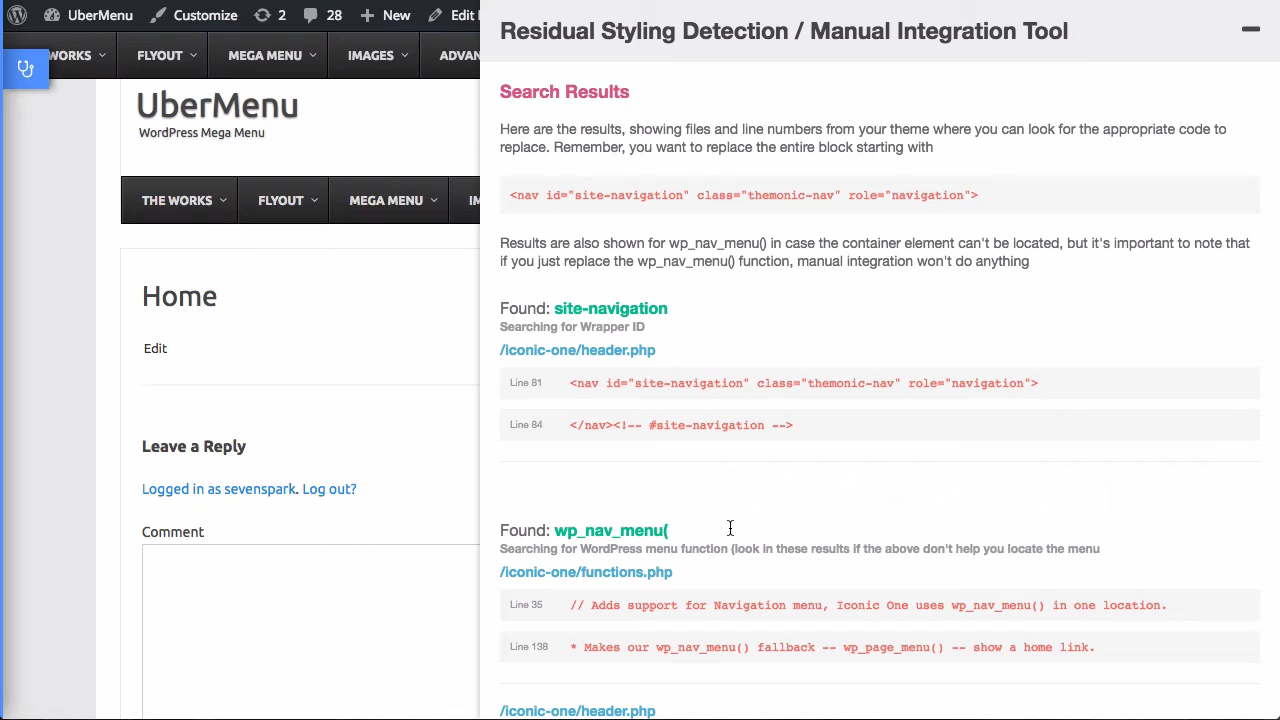 UberMenu Customize 2 28 New Edit
WORKS FLYOUT MEGA MENU IMAGES ADVAN
UberMenu
WordPress Mega Menu
THE WORKS FLYOUT MEGA MENU IM
Home
Edit
Leave a Reply
Logged in as sevenspark. Log out?
Comment
Residual Styling Detection / Manual Integration Tool
Search Results
Here are the results, showing files and line numbers from your theme where you can look for the appropriate code to
replace. Remember, you want to replace the entire block starting with
<nav id="site-navigation" class="themonic-nav" role="navigation">
Results are also shown for wp_nav_menu() in case the container element can't be located, but it's important to note that
if you just replace the wp_nav_menu() function, manual integration won't do anything
Found: site-navigation
Searching for Wrapper ID
/iconic-one/header.php
Line 81 <nav id="site-navigation" class="themonic-nav" role="navigation">
Line 84 </nav><!-- #site-navigation -->
Found: wp_nav_menu(
Searching for WordPress menu function (look in these results if the above don't help you locate the menu
/iconic-one/functions.php
Line 35 // Adds support for Navigation menu, Iconic One uses wp_nav_menu() in one location.
Line 138 * Makes our wp_nav_menu() fallback -- wp_page_menu() -- show a home link.
/iconic-one/header.php